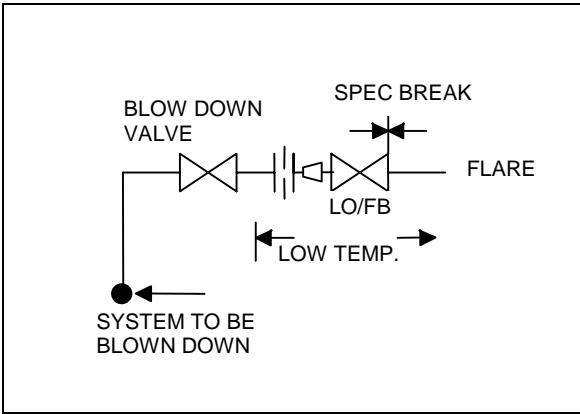 SPEC BREAK
BLOW DOWN
VALVE
FLARE
LO/FB
LOW TEMP.
SYSTEM TO BE
BLOWN DOWN